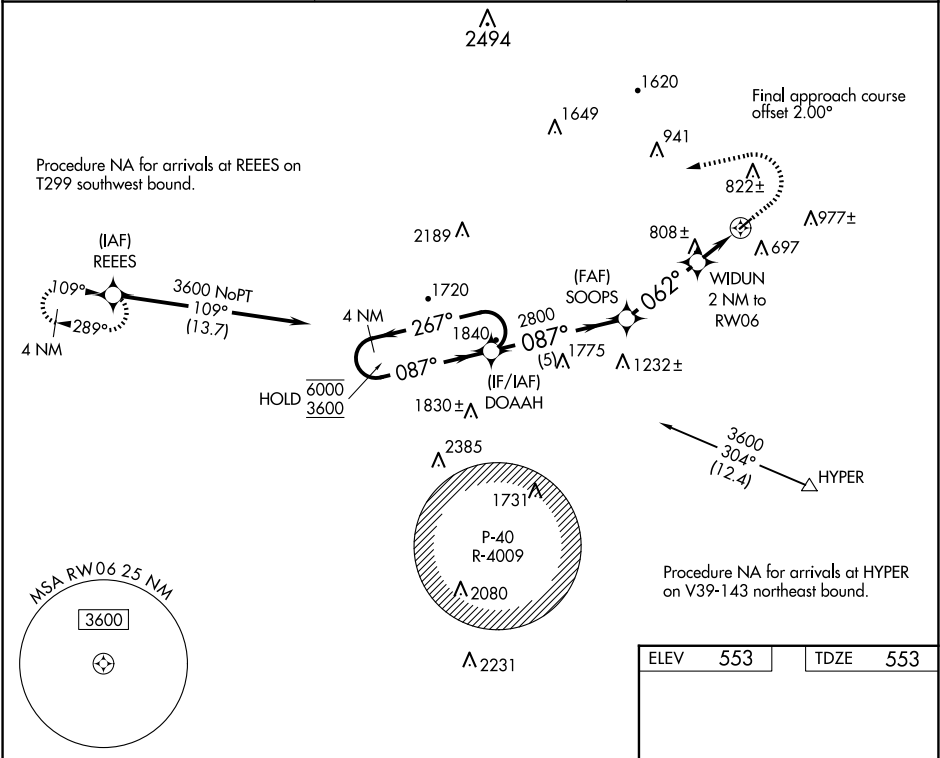 2494
1620
1649
Final approach course
offset 2.00°
941
Procedure NA for arrivals at REEES on
T299 southwest bound.
822±
(IAF)
REEES
2189
808±
977±
697
109°
289°
4 NM
3600 NoPT
109°
(13.7)
1720
4 NM
267°
(FAF)
SOOPS
062°
WIDUN
2 NM to
RW06
1840
2800
087°
(5)
1775
087°
1232±
HOLD
6000
3600
(IF/IAF)
DOAAH
1830±
3600
304°
(12.4)
HYPER
2385
1731
P-40
R-4009
2080
2231
Procedure NA for arrivals at HYPER
on V39-143 northeast bound.
MSA RW06 25 NM
3600
ELEV 553
TDZE 553